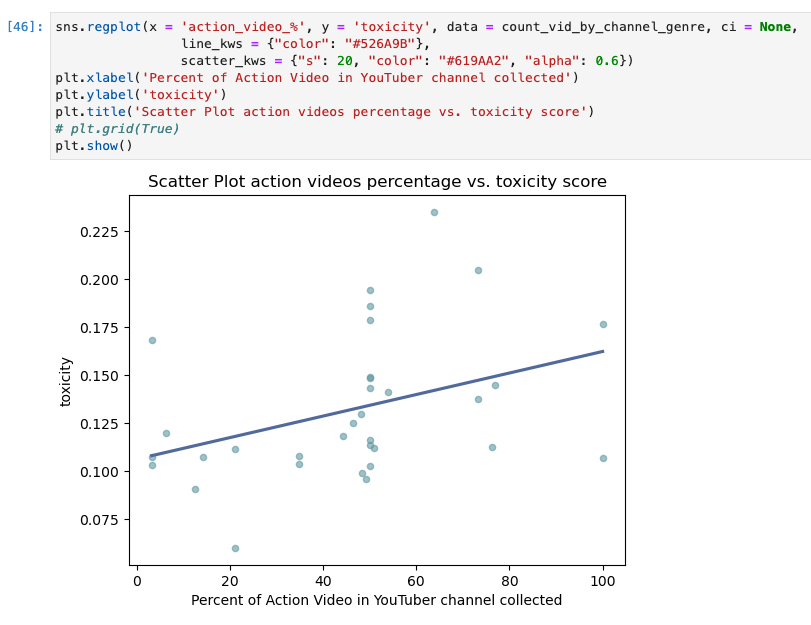 [46]: sns.regplot(x = 'action_video_%', y = 'toxicity', data = count_vid_by_channel_genre, ci = None,
line_kws = {"color": "#526A9B"},
scatter_kws = {"s": 20, "color": "#619AA2", "alpha": 0.6})
plt.xlabel('Percent of Action Video in YouTuber channel collected')
plt.ylabel('toxicity')
plt.title('Scatter Plot action videos percentage vs. toxicity score')
# plt.grid(True)
plt.show()
Scatter Plot action videos percentage vs. toxicity score
0.225
0.200
0.175
0.150
0.125
0.100
0.075
toxicity
0 20 40 60 80 100
Percent of Action Video in YouTuber channel collected